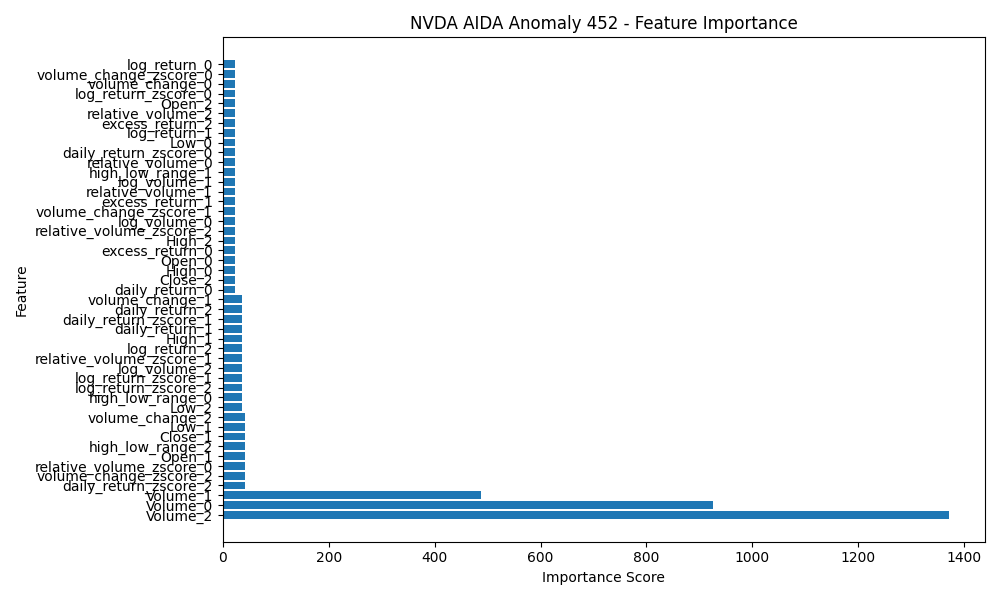 NVDA AIDA Anomaly 452 - Feature Importance
log_return_0
volume_change_zscore_0
volume_change_0
log_return_zscore_0
Open_2
relative_volume_2
excess_return_2
log_return_1
Low_0
daily_return_zscore_0
relative_volume_0
high_low_range_1
log_volume_1
relative_volume_1
excess_return_1
volume_change_zscore_1
log_volume_0
relative_volume_zscore_2
High_2
excess_return_0
Open_0
High_0
Close_2
daily_return_0
volume_change_1
daily_return_2
daily_return_zscore_1
daily_return_1
High_1
log_return_2
relative_volume_zscore_1
log_volume_2
log_return_zscore_1
log_return_zscore_2
high_low_range_0
Low_2
volume_change_2
Low_1
Close_1
high_low_range_2
Open_1
relative_volume_zscore_0
volume_change_zscore_2
daily_return_zscore_2
Volume_1
Volume_0
Volume_2
Feature
0 200 400 600 800 1000 1200 1400
Importance Score